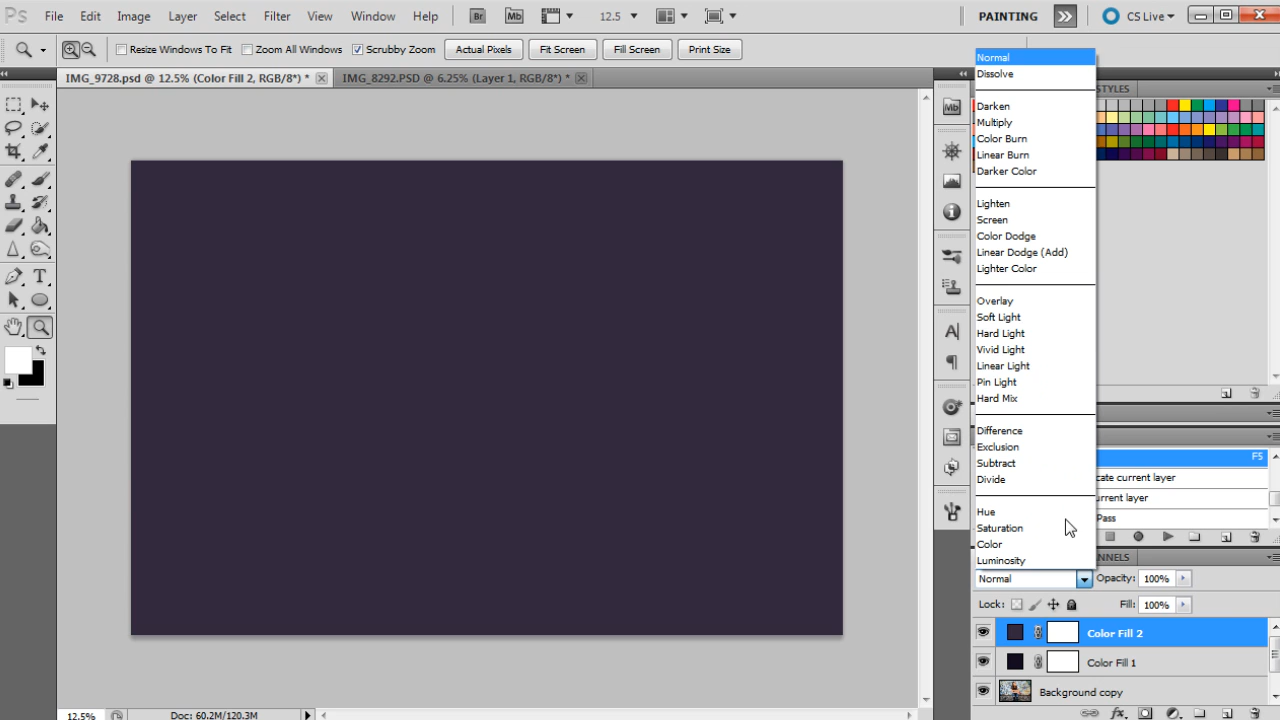 Ps File Edit Image Layer Select Filter View Window Help Br Mb 12.5 PAINTING CS Live
Resize Windows To Fit All Windows Scrubby Zoom Actual Pixels Fit Screen Fill Screen Print Size
IMG_9728.psd @ 12.5% (Color Fill 2, RGB/8*) * IMG_8292.PSD @ 6.25% (Layer 1, RGB/8*) *
STYLES
Mb
Normal
Dissolve
Darken
Multiply
Color Burn
Linear Burn
Darker Color
Lighten
Screen
Color Dodge
Linear Dodge (Add)
Lighter Color
Overlay
Soft Light
Hard Light
Vivid Light
Linear Light
Pin Light
Hard Mix
Difference
Exclusion
Subtract
Divide
Hue
Saturation
Color
Luminosity
F5
cate current layer
urrent layer
Pass
NNELS
Normal Opacity: 100%
Lock: Fill: 100%
Color Fill 2
Color Fill 1
Background copy
12.5% Doc: 60.2M/120.3M